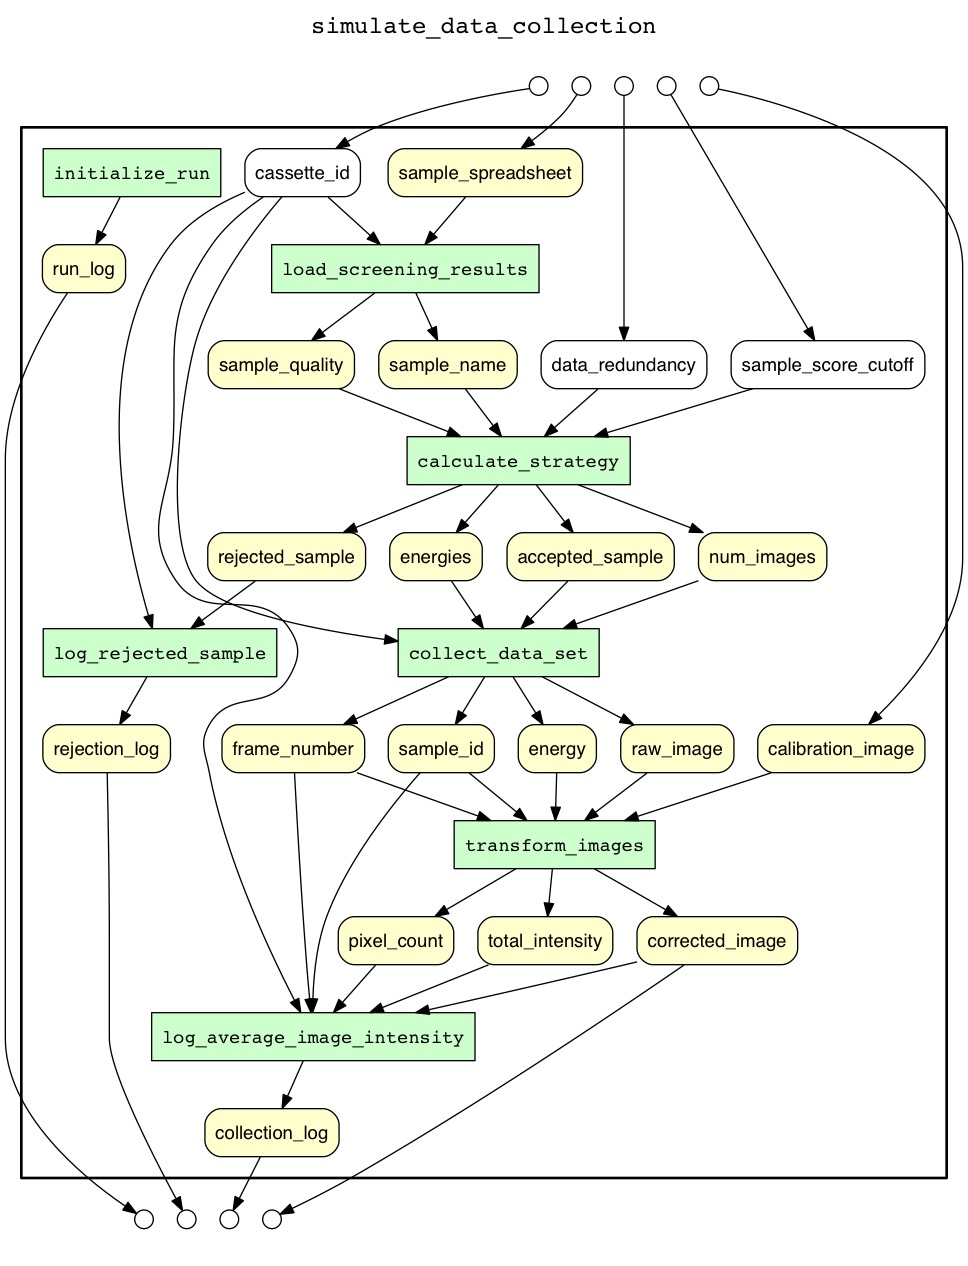 simulate_data_collection
initialize_run
cassette_id
sample_spreadsheet
run_log
load_screening_results
sample_quality
sample_name
data_redundancy
sample_score_cutoff
calculate_strategy
rejected_sample
energies
accepted_sample
num_images
log_rejected_sample
collect_data_set
rejection_log
frame_number
sample_id
energy
raw_image
calibration_image
transform_images
pixel_count
total_intensity
corrected_image
log_average_image_intensity
collection_log